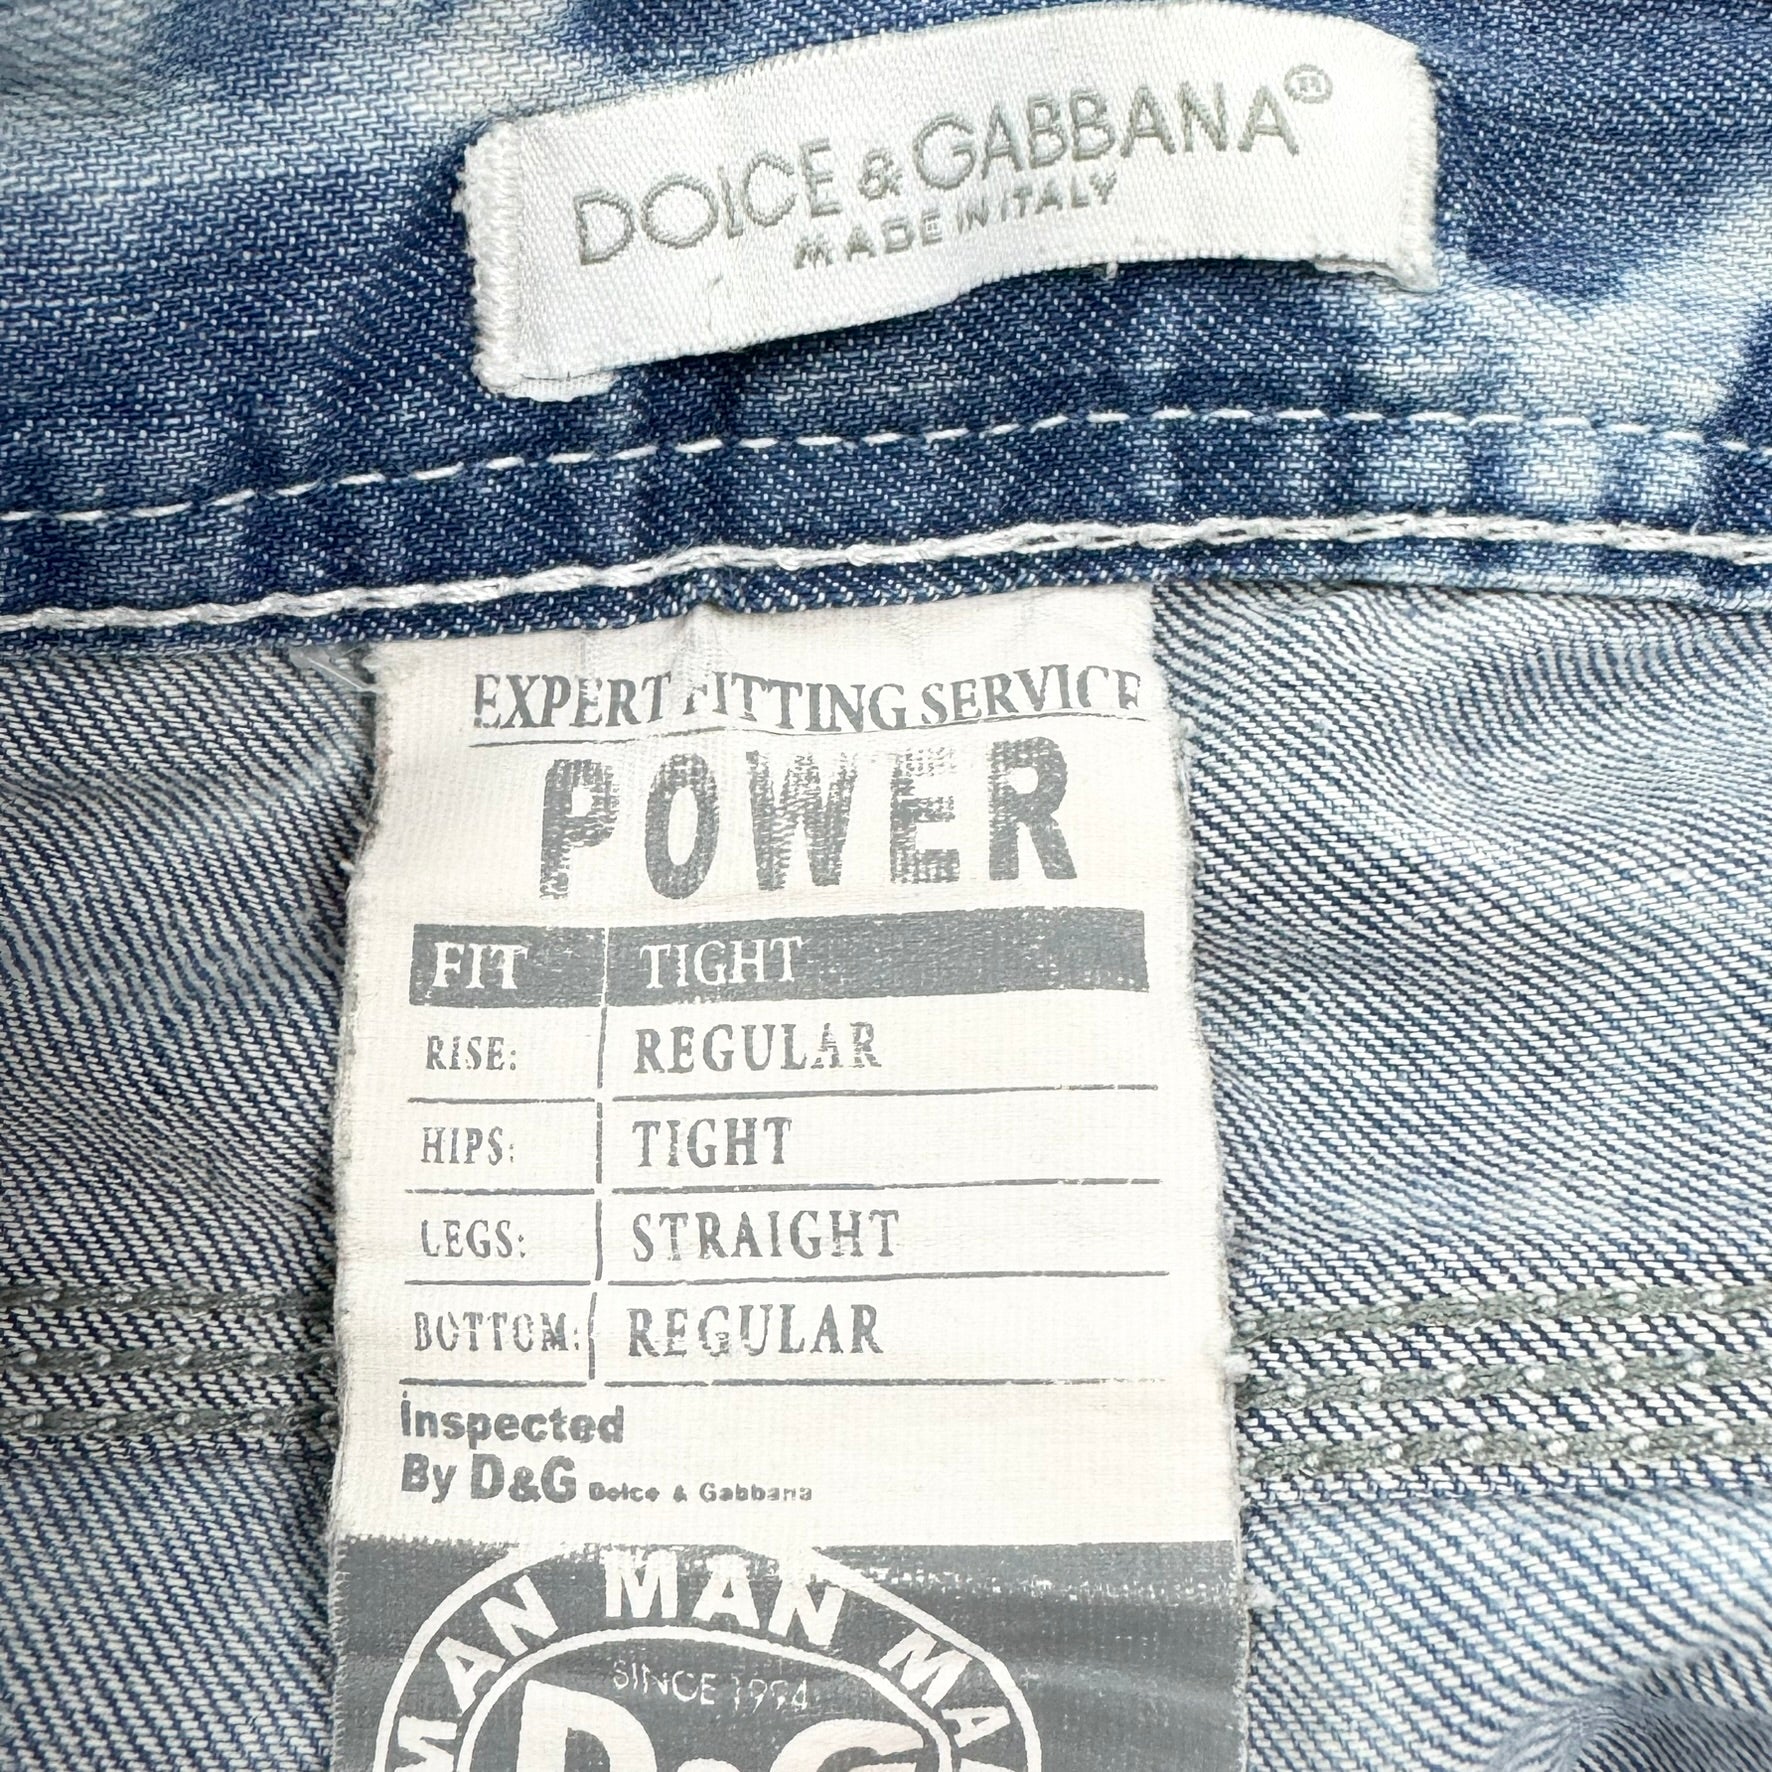 DOLCE & GABBANA®
MADE IN ITALY
EXPERT FITTING SERVICE
POWER
FIT TIGHT
RISE: REGULAR
HIPS: TIGHT
LEGS: STRAIGHT
BOTTOM: REGULAR
inspected
By D&G Dolce & Gabbana
MAN MAN MAN
SINCE 1994
D&G